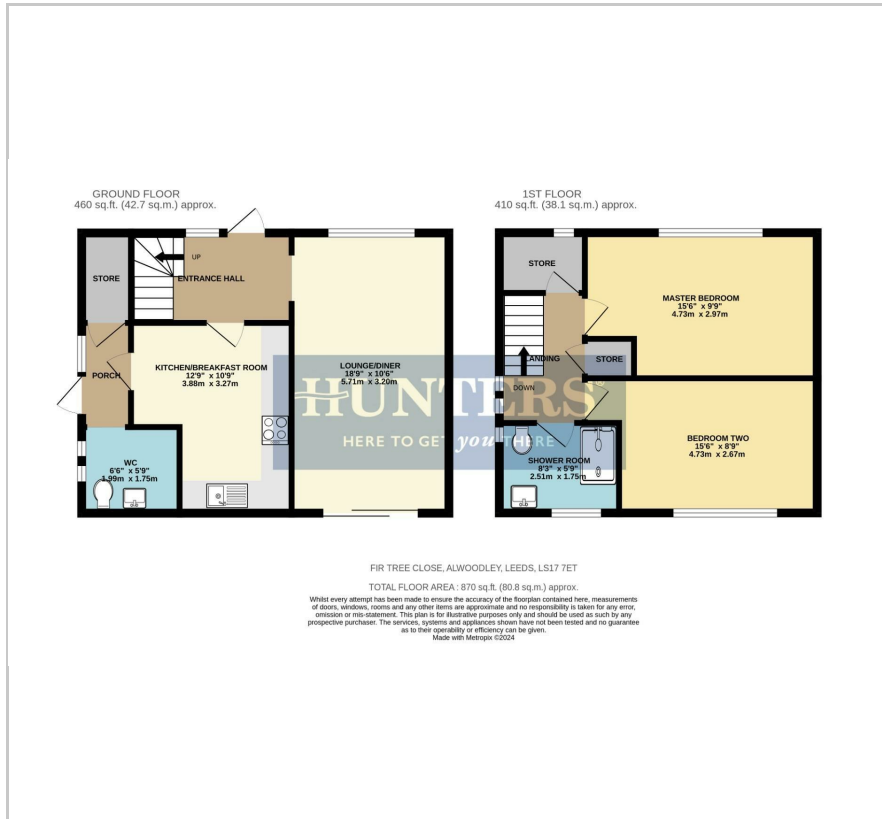 GROUND FLOOR
460 sq.ft. (42.7 sq.m.) approx.
STORE
UP
ENTRANCE HALL
PORCH
KITCHEN/BREAKFAST ROOM
12'9" x 10'9"
3.88m x 3.27m
LOUNGE/DINER
18'9" x 10'6"
5.71m x 3.20m
WC
6'6" x 5'9"
1.99m x 1.75m
1ST FLOOR
410 sq.ft. (38.1 sq.m.) approx.
STORE
MASTER BEDROOM
15'6" x 9'9"
4.73m x 2.97m
LANDING
STORE
DOWN
BEDROOM TWO
15'6" x 8'9"
4.73m x 2.67m
SHOWER ROOM
8'3" x 5'9"
2.51m x 1.75m
HUNTERS®
HERE TO GET you THERE
FIR TREE CLOSE, ALWOODLEY, LEEDS, LS17 7ET
TOTAL FLOOR AREA : 870 sq.ft. (80.8 sq.m.) approx.
Whilst every attempt has been made to ensure the accuracy of the floorplan contained here, measurements
of doors, windows, rooms and any other items are approximate and no responsibility is taken for any error,
omission or mis-statement. This plan is for illustrative purposes only and should be used as such by any
prospective purchaser. The services, systems and appliances shown have not been tested and no guarantee
as to their operability or efficiency can be given.
Made with Metropix ©2024